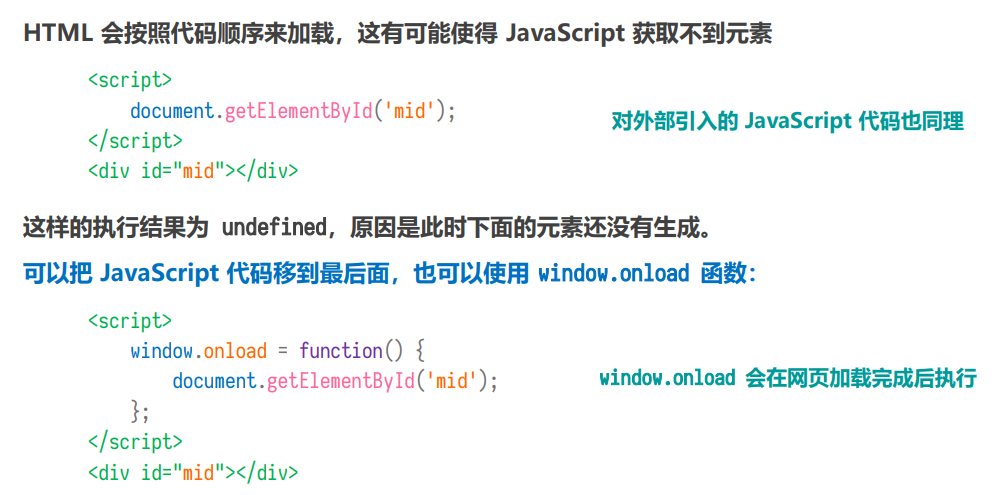 HTML 会按照代码顺序来加载，这有可能使得 JavaScript 获取不到元素
<script>
document.getElementById('mid');
</script>
<div id="mid"></div>
对外部引入的 JavaScript 代码也同理
这样的执行结果为 undefined，原因是此时下面的元素还没有生成。
可以把 JavaScript 代码移到最后面，也可以使用 window.onload 函数：
<script>
window.onload = function() {
document.getElementById('mid');
};
</script>
<div id="mid"></div>
window.onload 会在网页加载完成后执行